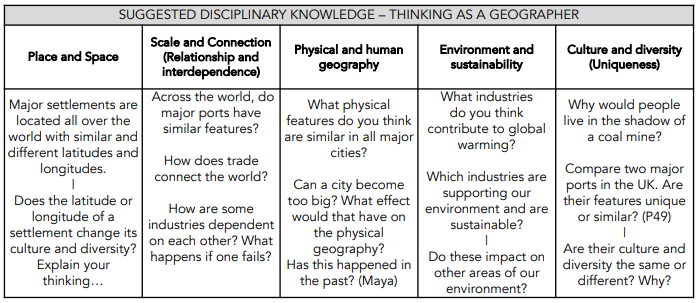 SUGGESTED DISCIPLINARY KNOWLEDGE – THINKING AS A GEOGRAPHER
Place and Space
Scale and Connection
(Relationship and
interdependence)
Physical and human
geography
Environment and
sustainability
Culture and diversity
(Uniqueness)
Major settlements are
located all over the
world with similar and
different latitudes and
longitudes.
|
Does the latitude or
longitude of a
settlement change its
culture and diversity?
Explain your
thinking…
Across the world, do
major ports have
similar features?
How does trade
connect the world?
How are some
industries dependent
on each other? What
happens if one fails?
What physical
features do you think
are similar in all major
cities?
Can a city become
too big? What effect
would that have on
the physical
geography?
Has this happened in
the past? (Maya)
What industries
do you think
contribute to global
warming?
Which industries are
supporting our
environment and are
sustainable?
|
Do these impact on
other areas of our
environment?
Why would people
live in the shadow of
a coal mine?
Compare two major
ports in the UK. Are
their features unique
or similar? (P49)
|
Are their culture and
diversity the same or
different? Why?